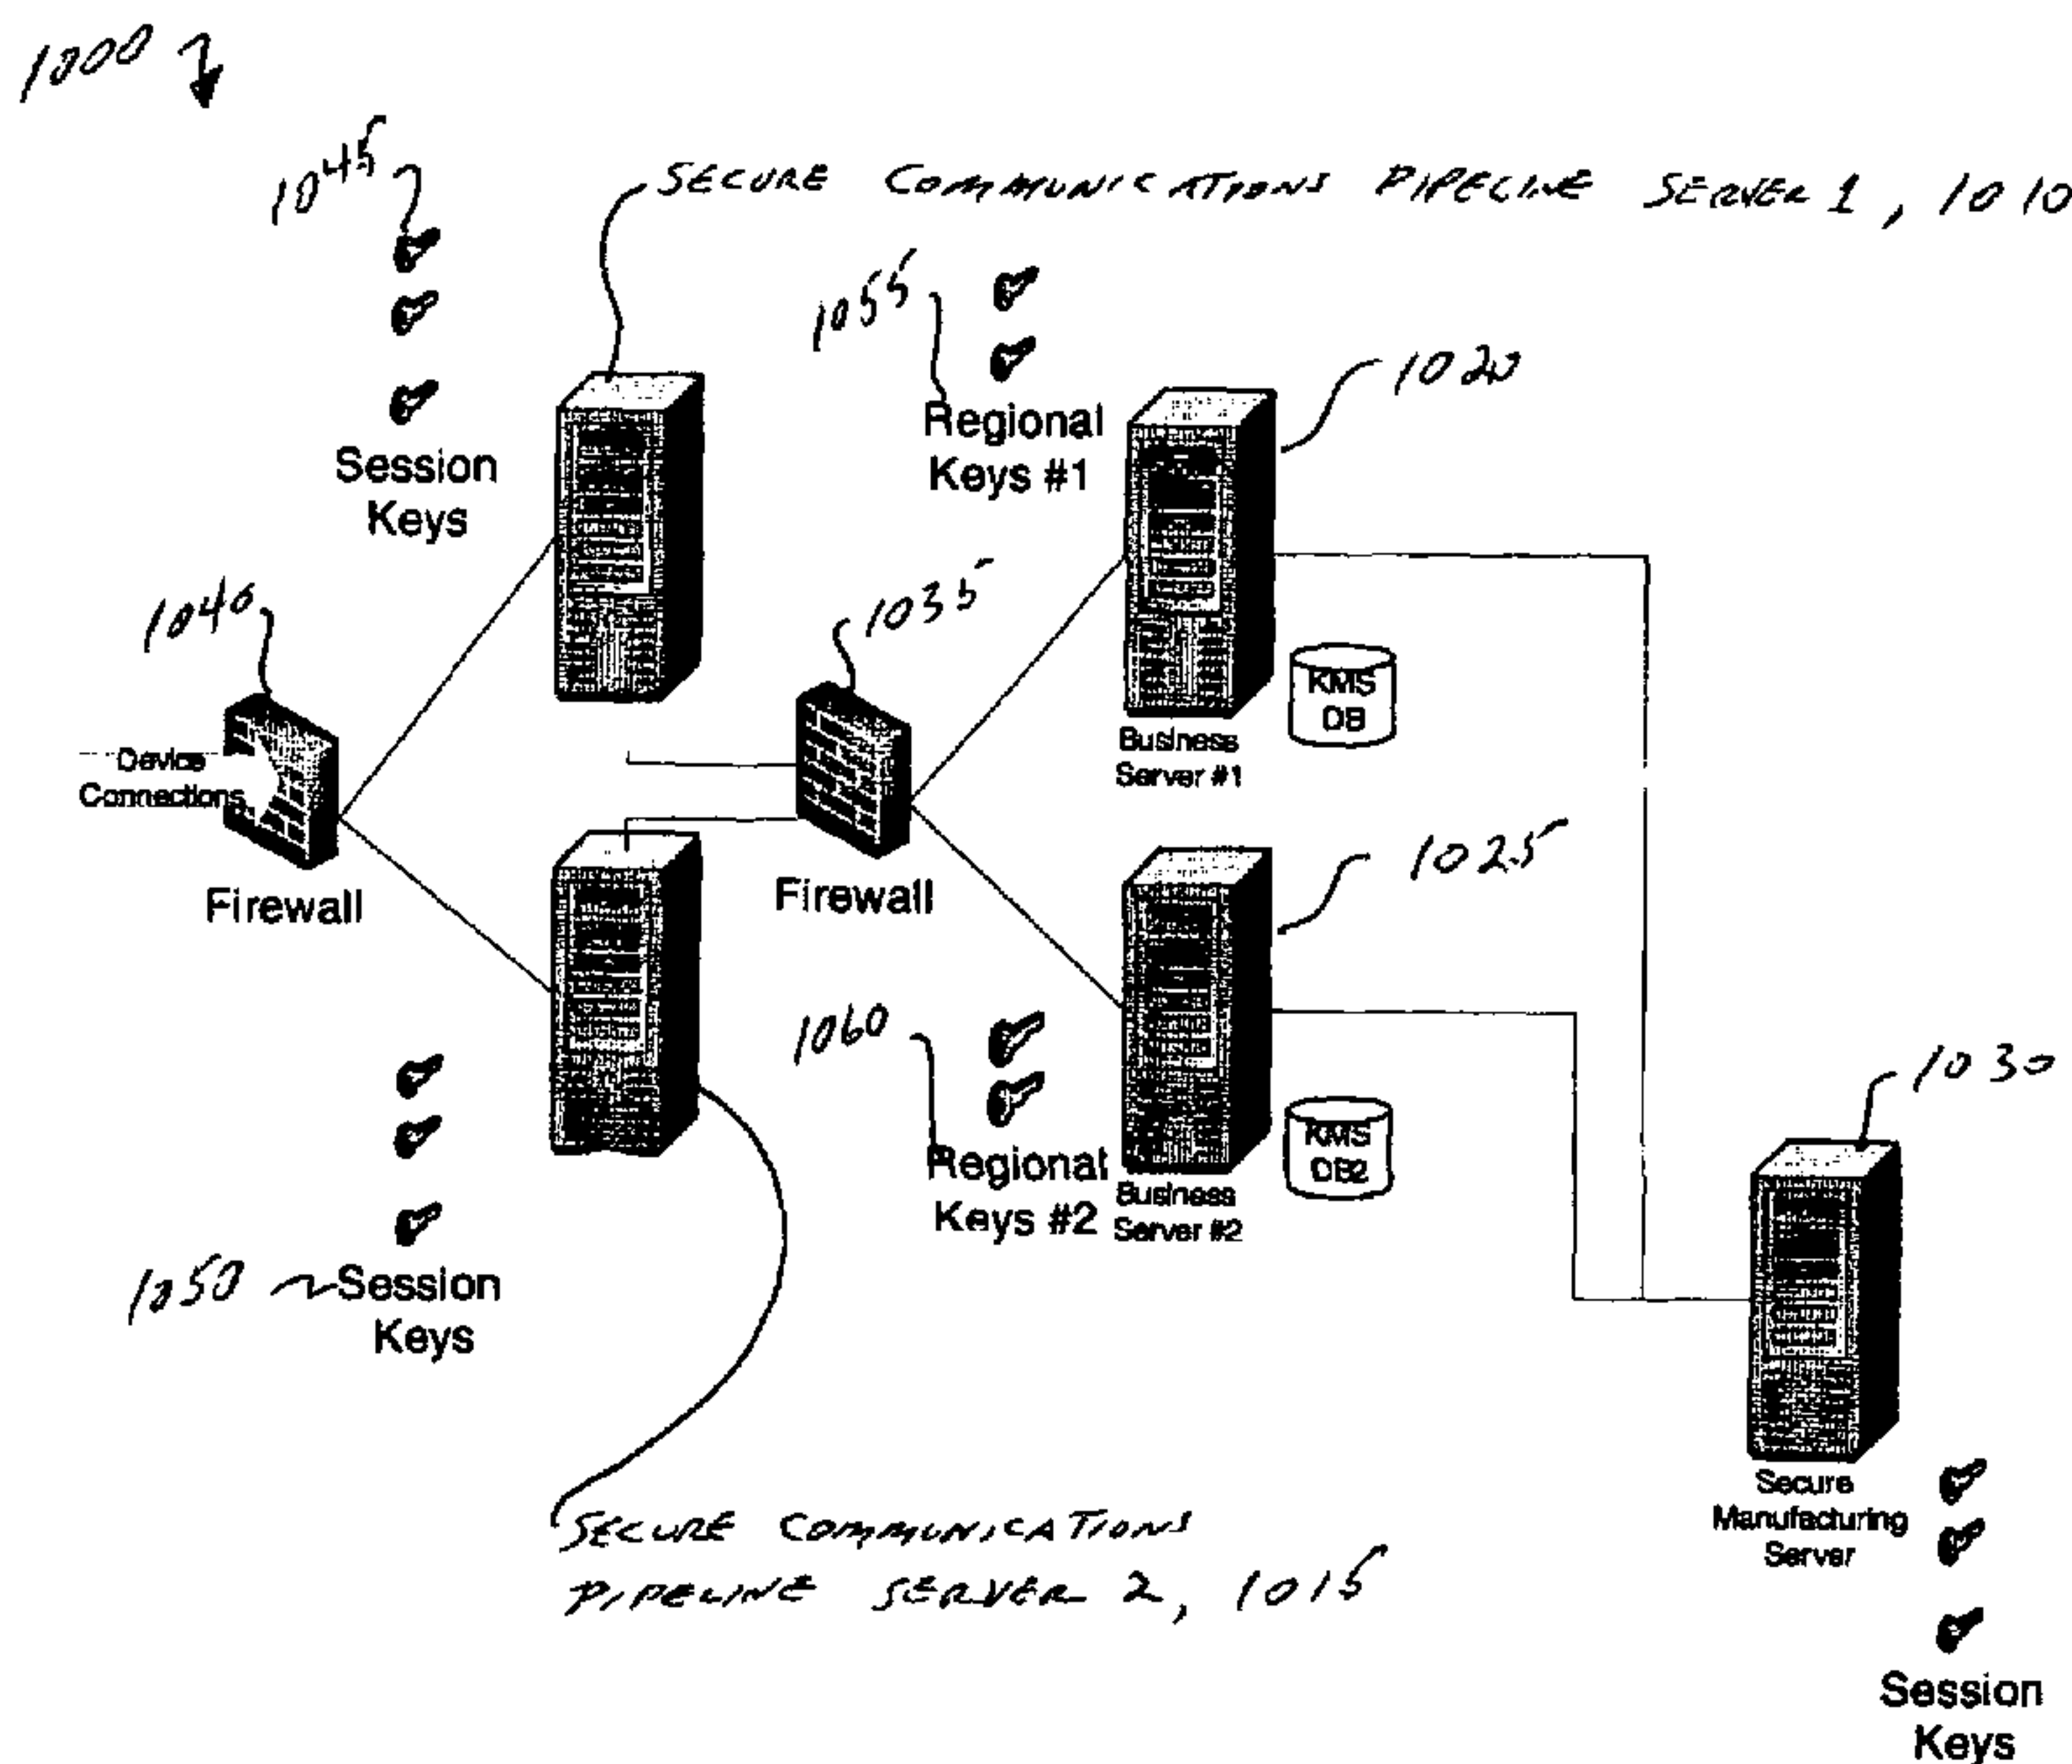 1000
1045
SECURE COMMUNICATIONS PIPELINE SERVER 1, 1010
1055
1020
Regional
Keys #1
Session
Keys
1040
1035
KMS
DB
Business
Server #1
Device
Connections
1025
Firewall
Firewall
1060
1030
KMS
DB2
Regional
Keys #2
Business
Server #2
1050
Session
Keys
Secure
Manufacturing
Server
SECURE COMMUNICATIONS
PIPELINE SERVER 2, 1015
Session
Keys